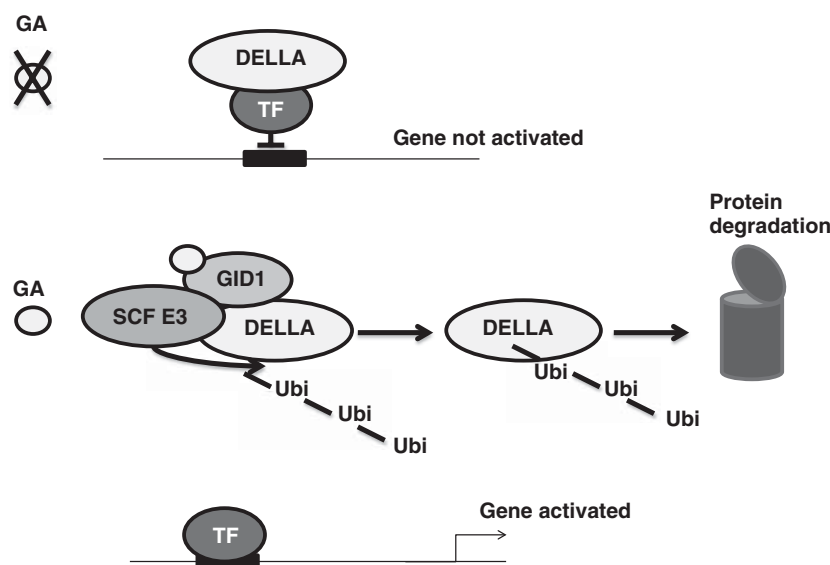 GA
DELLA
TF
Gene not activated
Protein
degradation
GID1
GA
SCF E3
DELLA
DELLA
Ubi
Ubi
Ubi
Ubi
Ubi
Ubi
Gene activated
TF